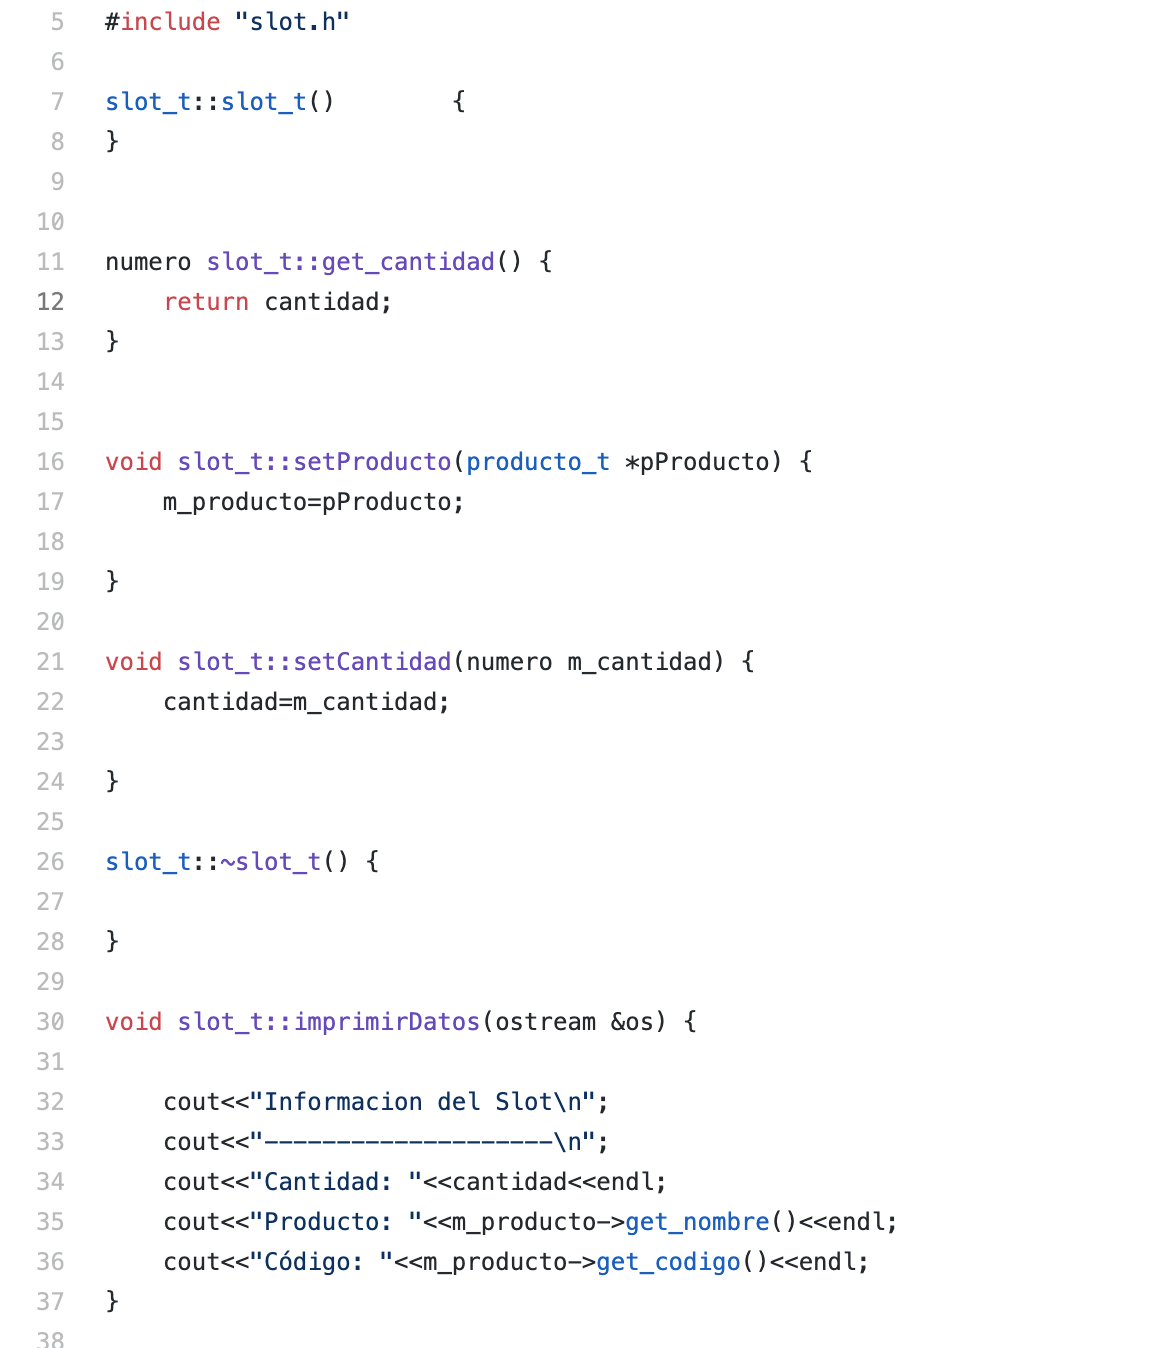 5 #include "slot.h"
6
7 slot_t::slot_t()        {
8 }
9
10
11 numero slot_t::get_cantidad() {
12     return cantidad;
13 }
14
15
16 void slot_t::setProducto(producto_t *pProducto) {
17     m_producto=pProducto;
18
19 }
20
21 void slot_t::setCantidad(numero m_cantidad) {
22     cantidad=m_cantidad;
23
24 }
25
26 slot_t::~slot_t() {
27
28 }
29
30 void slot_t::imprimirDatos(ostream &os) {
31
32     cout<<"Informacion del Slot\n";
33     cout<<"--------------------\n";
34     cout<<"Cantidad: "<<cantidad<<endl;
35     cout<<"Producto: "<<m_producto->get_nombre()<<endl;
36     cout<<"Código: "<<m_producto->get_codigo()<<endl;
37 }
38